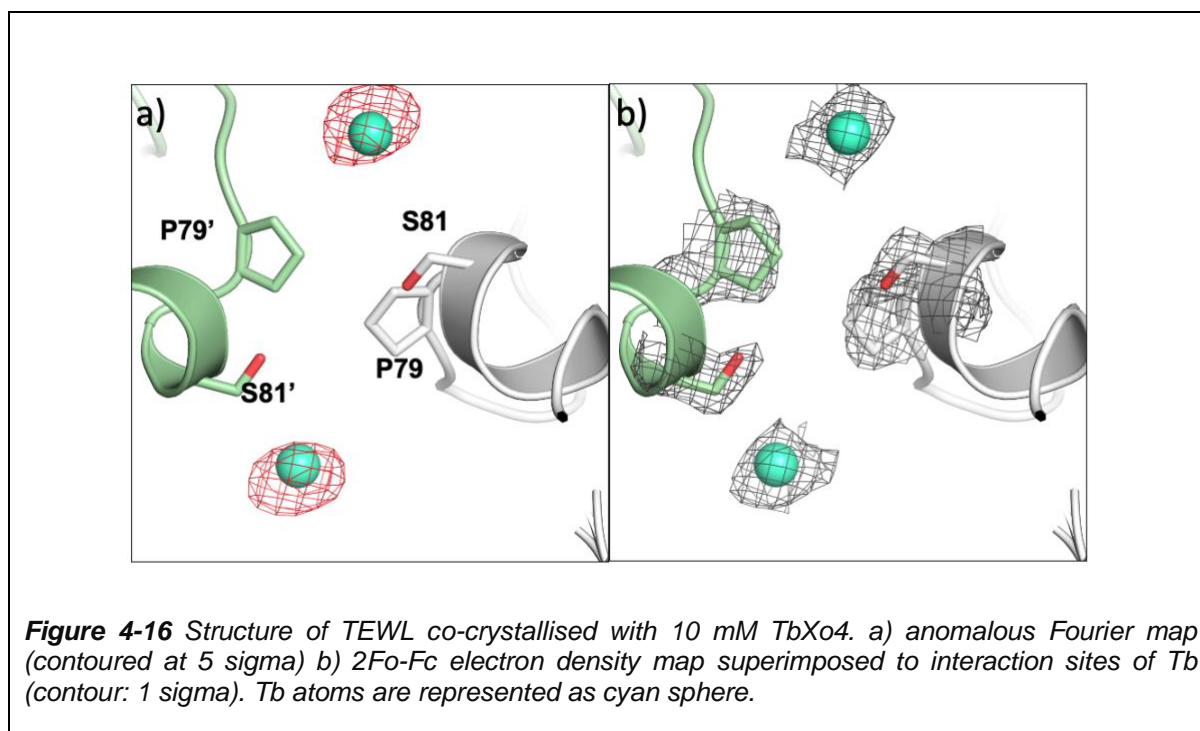 a)
b)
P79'
S81
S81'
P79
Figure 4-16 Structure of TEWL co-crystallised with 10 mM TbXo4. a) anomalous Fourier map
(contoured at 5 sigma) b) 2Fo-Fc electron density map superimposed to interaction sites of Tb
(contour: 1 sigma). Tb atoms are represented as cyan sphere.